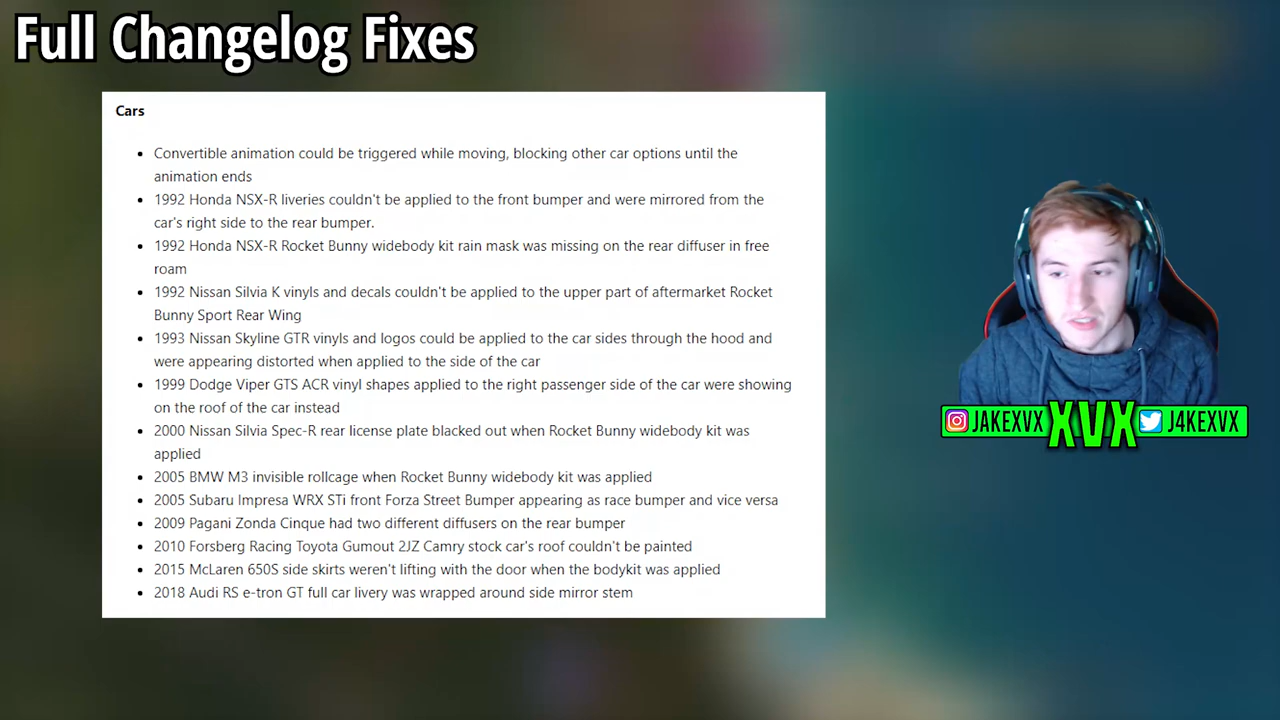 Full Changelog Fixes
Cars
• Convertible animation could be triggered while moving, blocking other car options until the
animation ends
• 1992 Honda NSX-R liveries couldn't be applied to the front bumper and were mirrored from the
car's right side to the rear bumper.
• 1992 Honda NSX-R Rocket Bunny widebody kit rain mask was missing on the rear diffuser in free
roam
• 1992 Nissan Silvia K vinyls and decals couldn't be applied to the upper part of aftermarket Rocket
Bunny Sport Rear Wing
• 1993 Nissan Skyline GTR vinyls and logos could be applied to the car sides through the hood and
were appearing distorted when applied to the side of the car
• 1999 Dodge Viper GTS ACR vinyl shapes applied to the right passenger side of the car were showing
on the roof of the car instead
• 2000 Nissan Silvia Spec-R rear license plate blacked out when Rocket Bunny widebody kit was
applied
• 2005 BMW M3 invisible rollcage when Rocket Bunny widebody kit was applied
• 2005 Subaru Impresa WRX STi front Forza Street Bumper appearing as race bumper and vice versa
• 2009 Pagani Zonda Cinque had two different diffusers on the rear bumper
• 2010 Forsberg Racing Toyota Gumout 2JZ Camry stock car's roof couldn't be painted
• 2015 McLaren 650S side skirts weren't lifting with the door when the bodykit was applied
• 2018 Audi RS e-tron GT full car livery was wrapped around side mirror stem
JAKEXVX XVX J4KEXVX